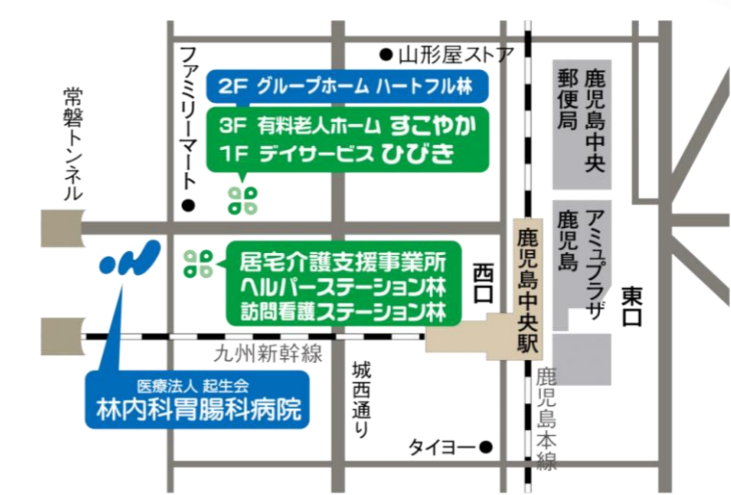 山形屋ストア
ファミリーマート
常磐トンネル
2F グループホーム ハートフル林
3F 有料老人ホーム すこやか
1F デイサービス ひびき
鹿児島中央
郵便局
アミュプラザ
鹿児島
鹿児島中央駅
西口
東口
居宅介護支援事業所
ヘルパーステーション林
訪問看護ステーション林
九州新幹線
医療法人 起生会
林内科胃腸科病院
城西通り
鹿児島本線
タイヨー